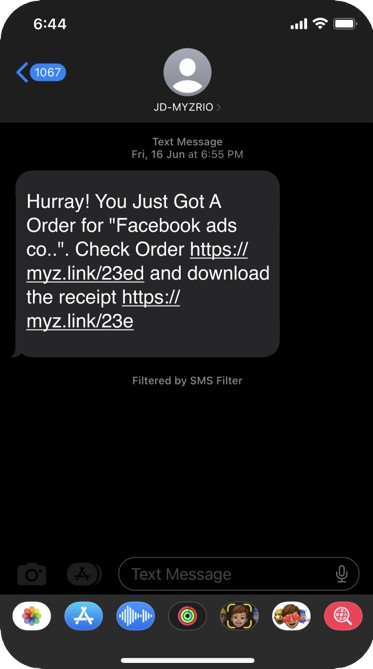 6:44
1067
JD-MYZRIO >
Text Message
Fri, 16 Jun at 6:55 PM
Hurray! You Just Got A
Order for "Facebook ads
co..". Check Order https://
myz.link/23ed and download
the receipt https://
myz.link/23e
Filtered by SMS Filter
Text Message